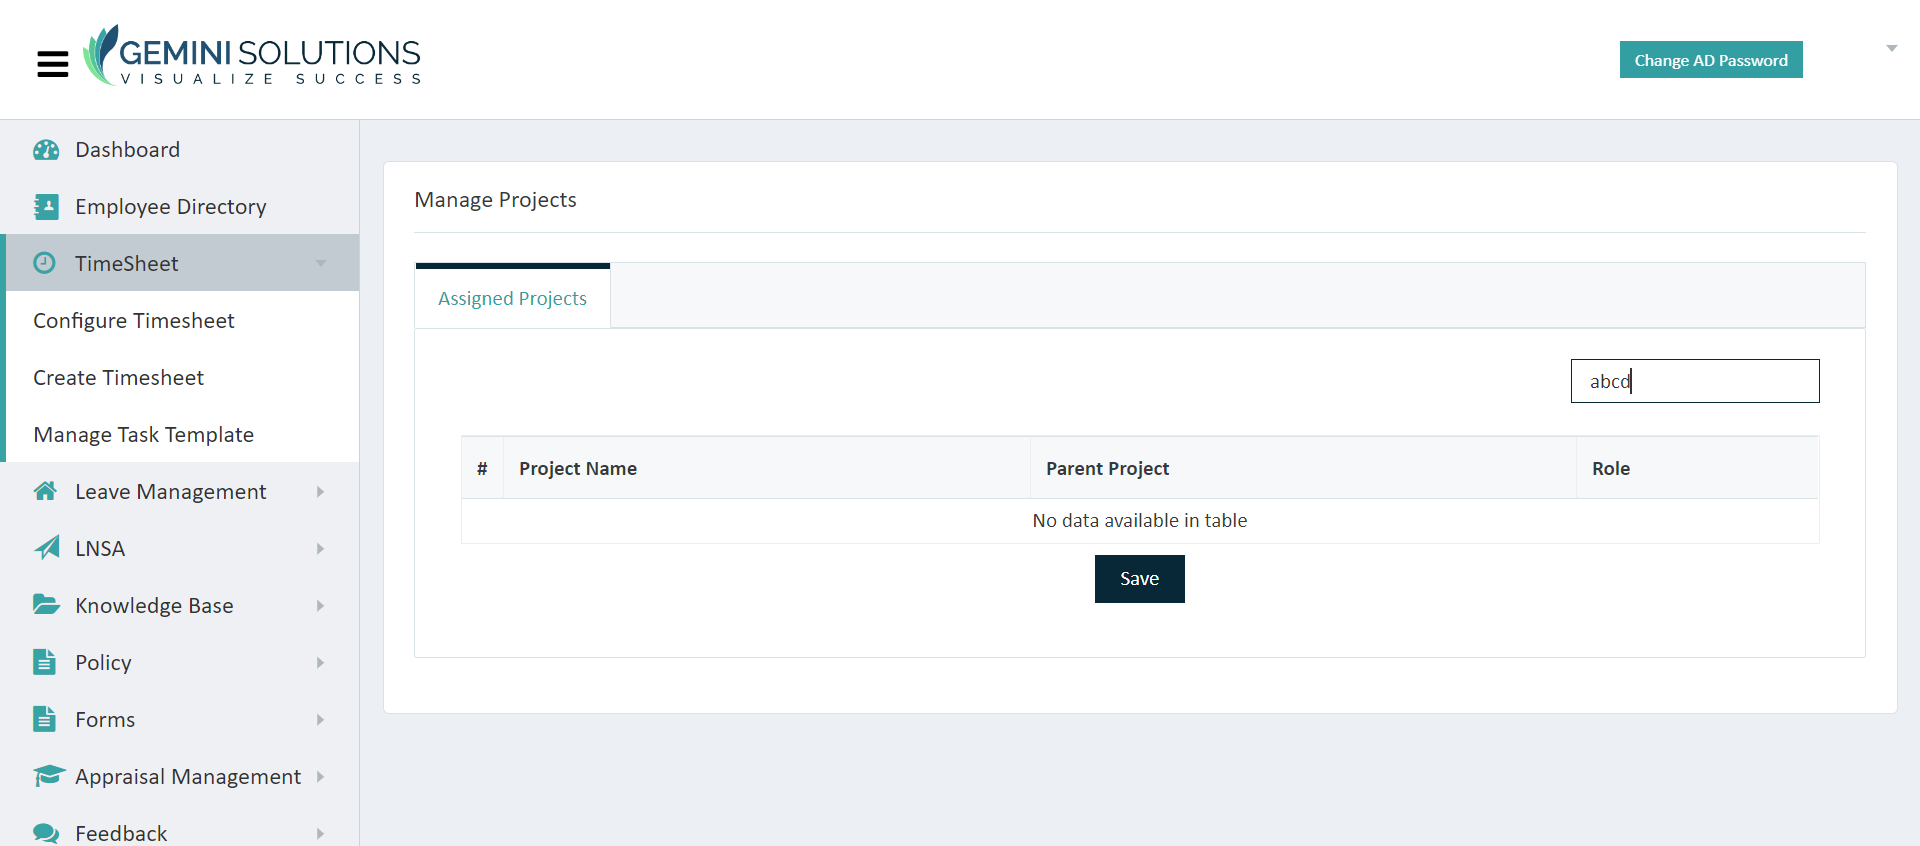 GEMINI SOLUTIONS
VISUALIZE SUCCESS
Change AD Password
Dashboard
Employee Directory
TimeSheet
Configure Timesheet
Create Timesheet
Manage Task Template
Leave Management
LNSA
Knowledge Base
Policy
Forms
Appraisal Management
Feedback
Manage Projects
Assigned Projects
abcd
# Project Name Parent Project Role
No data available in table
Save